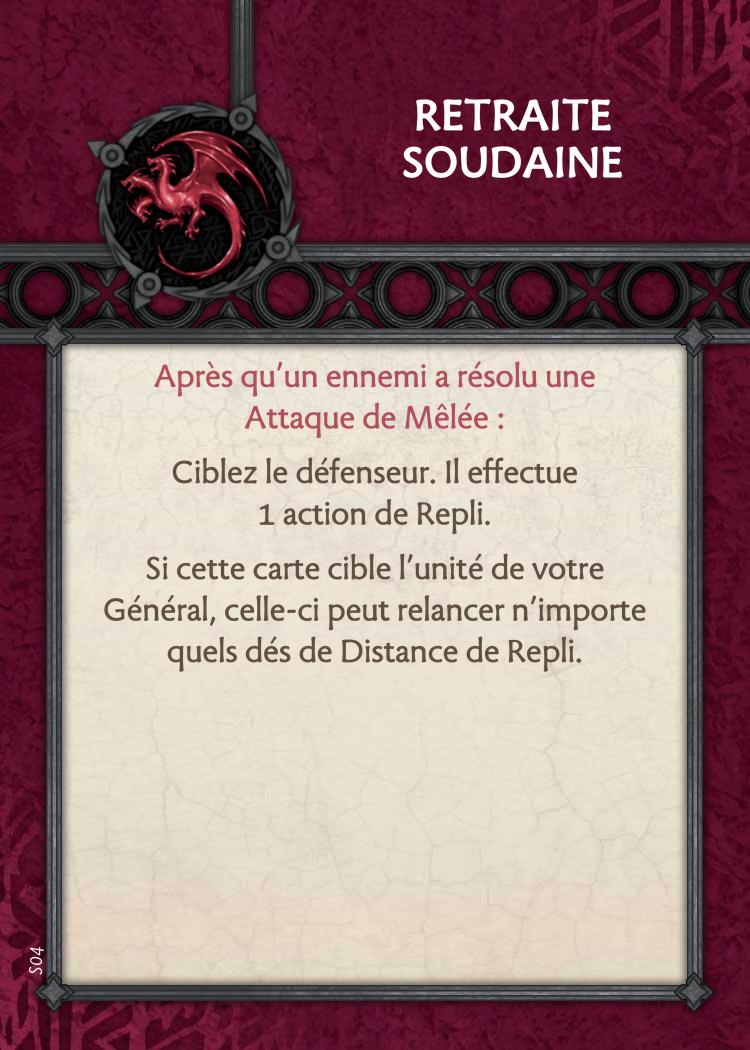 RETRAITE
SOUDAINE
Après qu'un ennemi a résolu une
Attaque de Mêlée :
Ciblez le défenseur. Il effectue
1 action de Repli.
Si cette carte cible l'unité de votre
Général, celle-ci peut relancer n'importe
quels dés de Distance de Repli.
S04